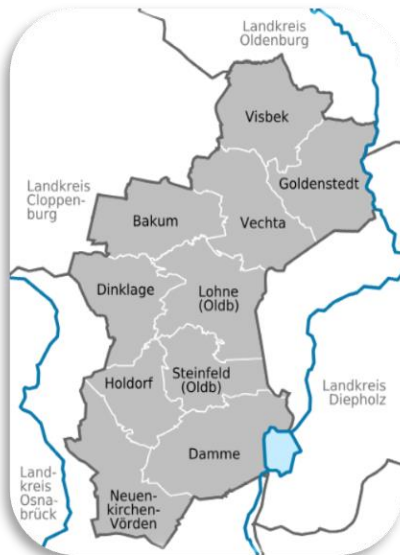 Landkreis
Oldenburg
Visbek
Goldenstedt
Landkreis
Cloppen-
burg
Bakum
Vechta
Dinklage
Lohne
(Oldb)
Holdorf
Steinfeld
(Oldb)
Landkreis
Diepholz
Damme
Land-
kreis
Osna-
brück
Neuen-
kirchen-
Vörden